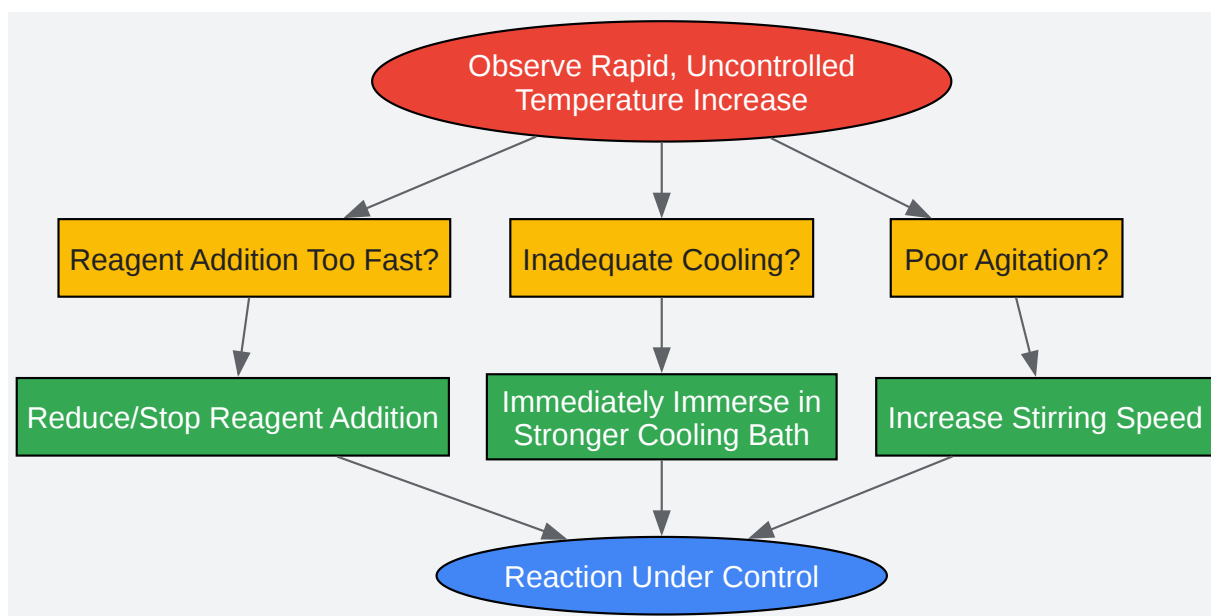 Observe Rapid, Uncontrolled
Temperature Increase
Reagent Addition Too Fast?
Inadequate Cooling?
Poor Agitation?
Reduce/Stop Reagent Addition
Immediately Immerse in
Stronger Cooling Bath
Increase Stirring Speed
Reaction Under Control